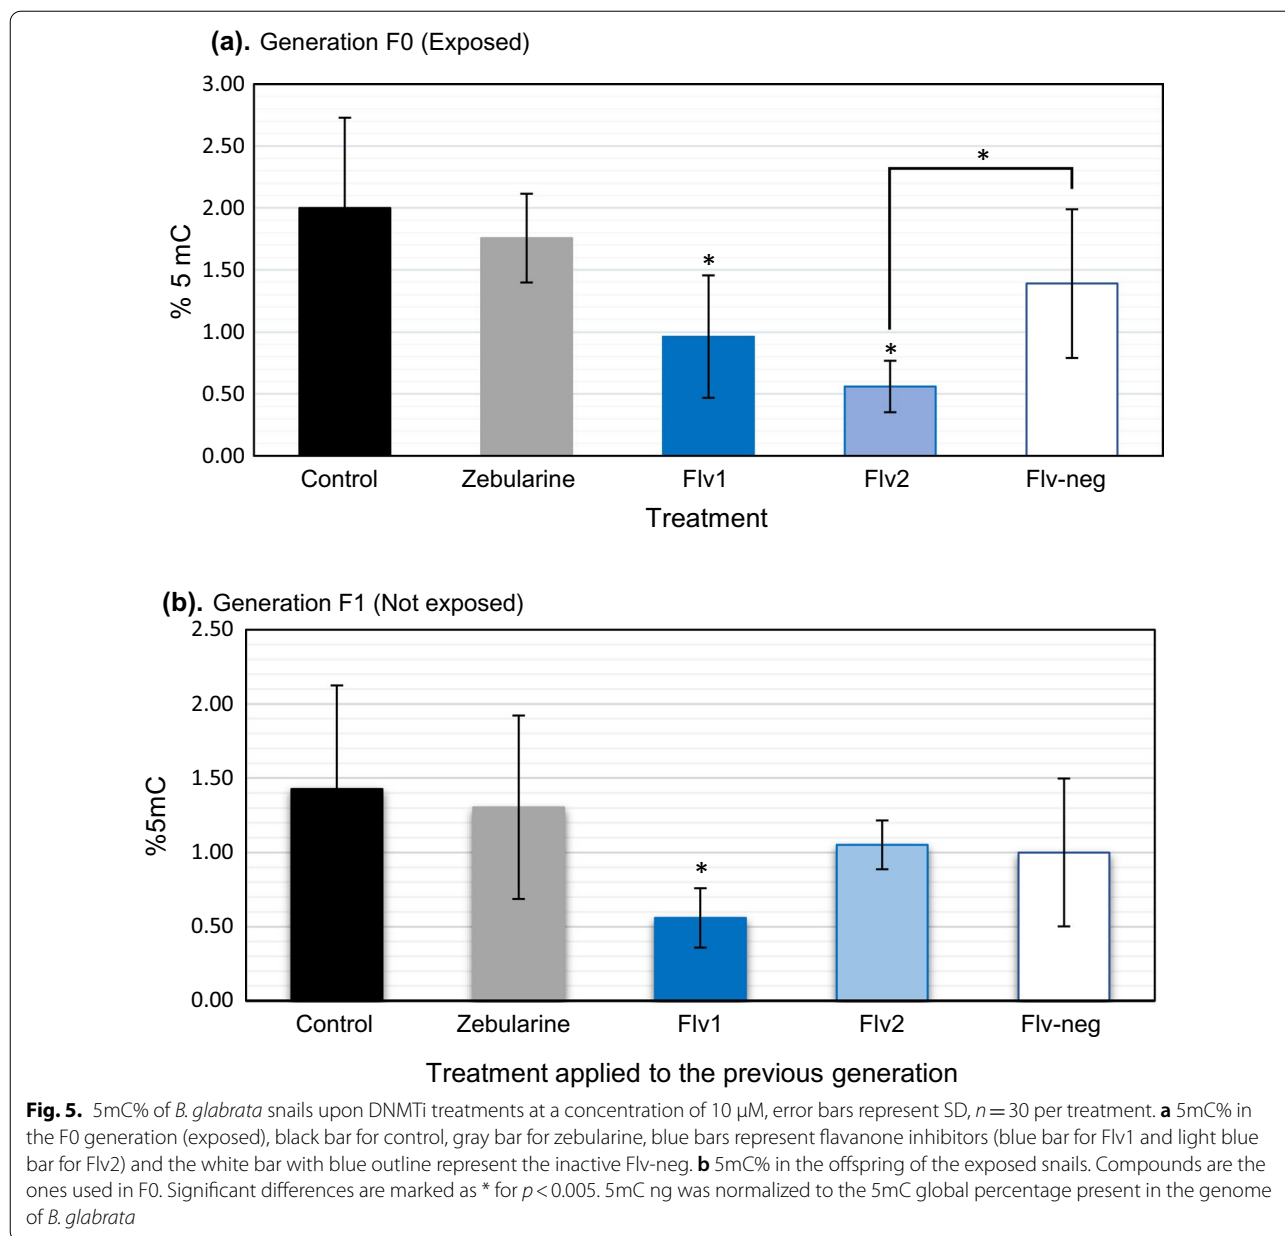 (a). Generation F0 (Exposed)
3.00
2.50
2.00
1.50
1.00
0.50
0.00
% 5 mC
*
*
*
Control Zebularine Flv1 Flv2 Flv-neg
Treatment
(b). Generation F1 (Not exposed)
2.50
2.00
1.50
1.00
0.50
0.00
%5mC
*
Control Zebularine Flv1 Flv2 Flv-neg
Treatment applied to the previous generation
Fig. 5. 5mC% of B. glabrata snails upon DNMTi treatments at a concentration of 10 µM, error bars represent SD, n = 30 per treatment. a 5mC% in
the F0 generation (exposed), black bar for control, gray bar for zebularine, blue bars represent flavanone inhibitors (blue bar for Flv1 and light blue
bar for Flv2) and the white bar with blue outline represent the inactive Flv-neg. b 5mC% in the offspring of the exposed snails. Compounds are the
ones used in F0. Significant differences are marked as * for p < 0.005. 5mC ng was normalized to the 5mC global percentage present in the genome
of B. glabrata